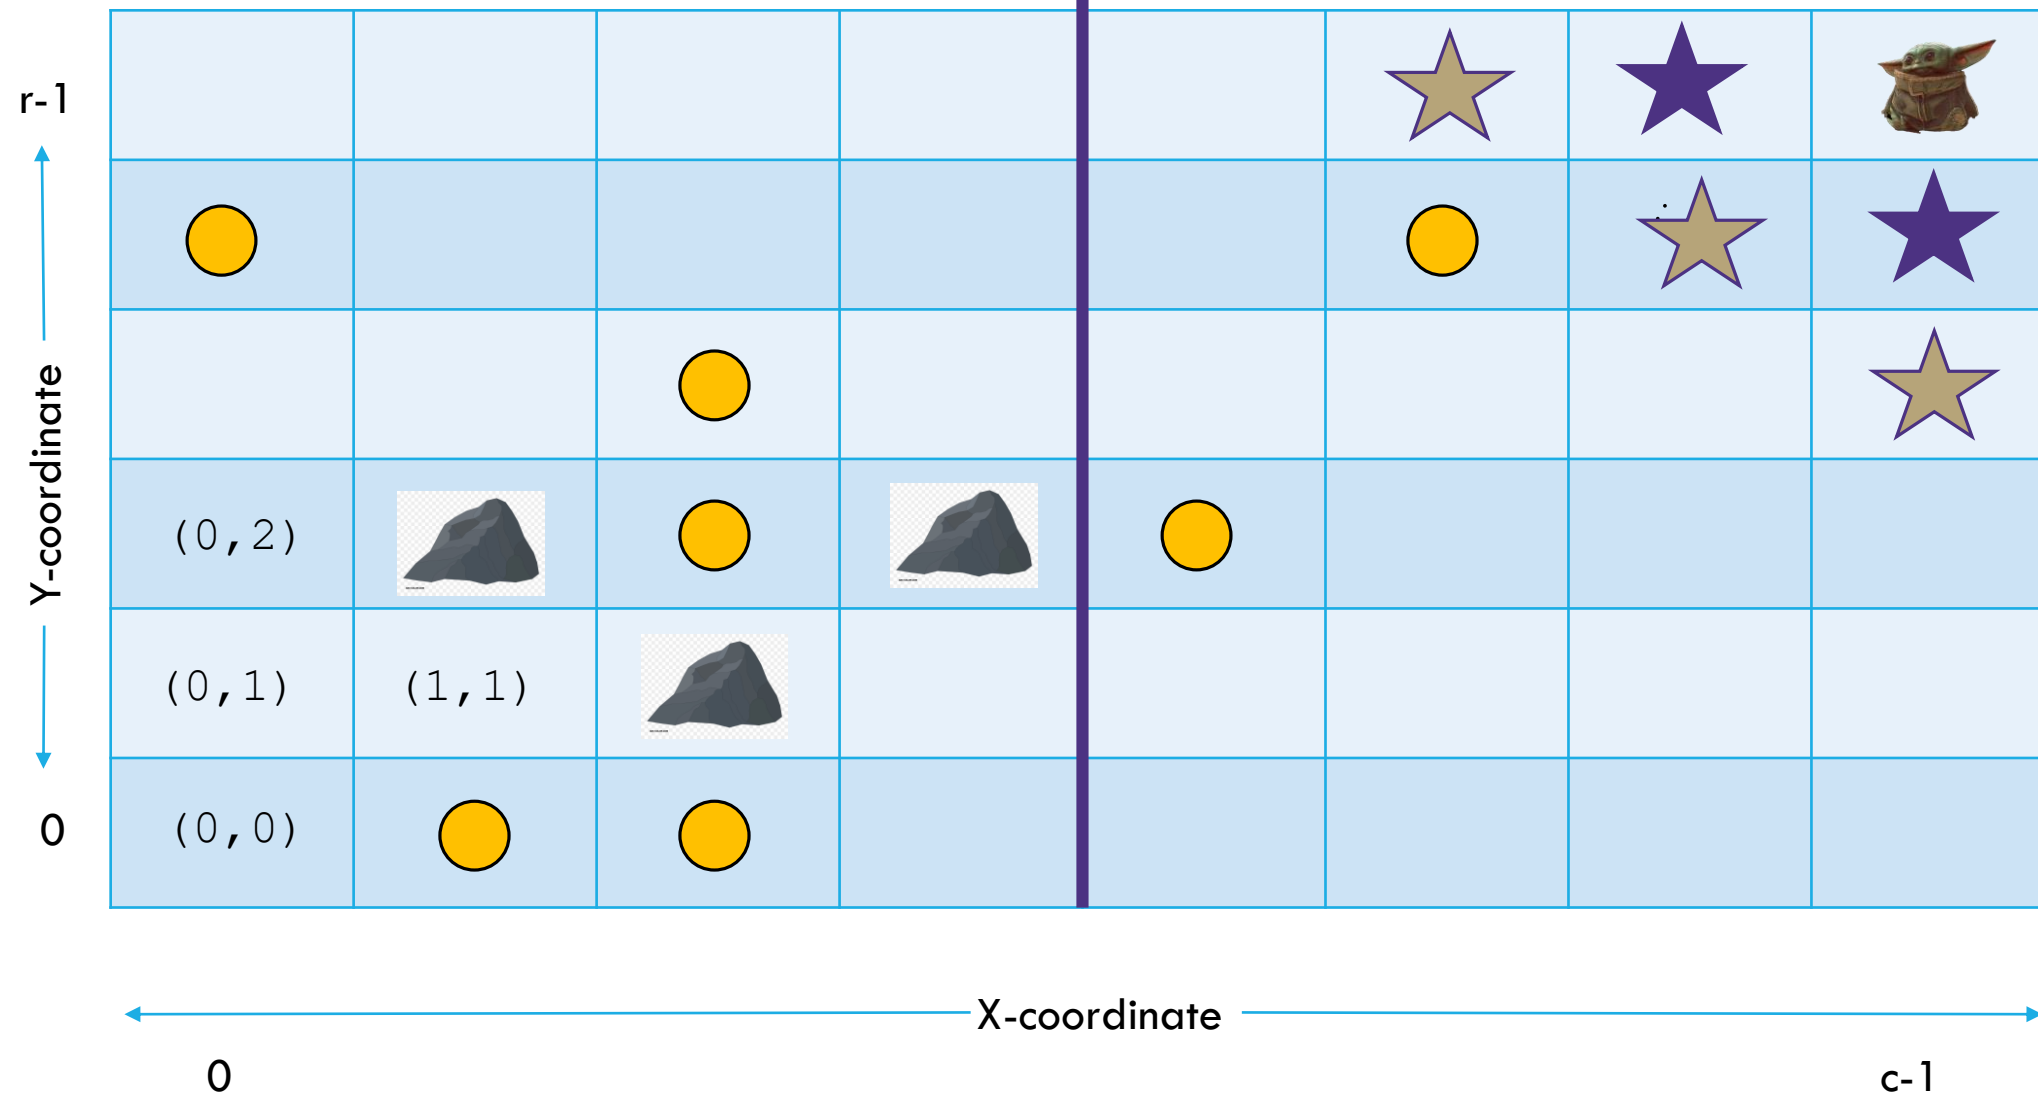 r-1
Y-coordinate
(0,2)
(0,1) (1,1)
0 (0,0)
X-coordinate
0 c-1